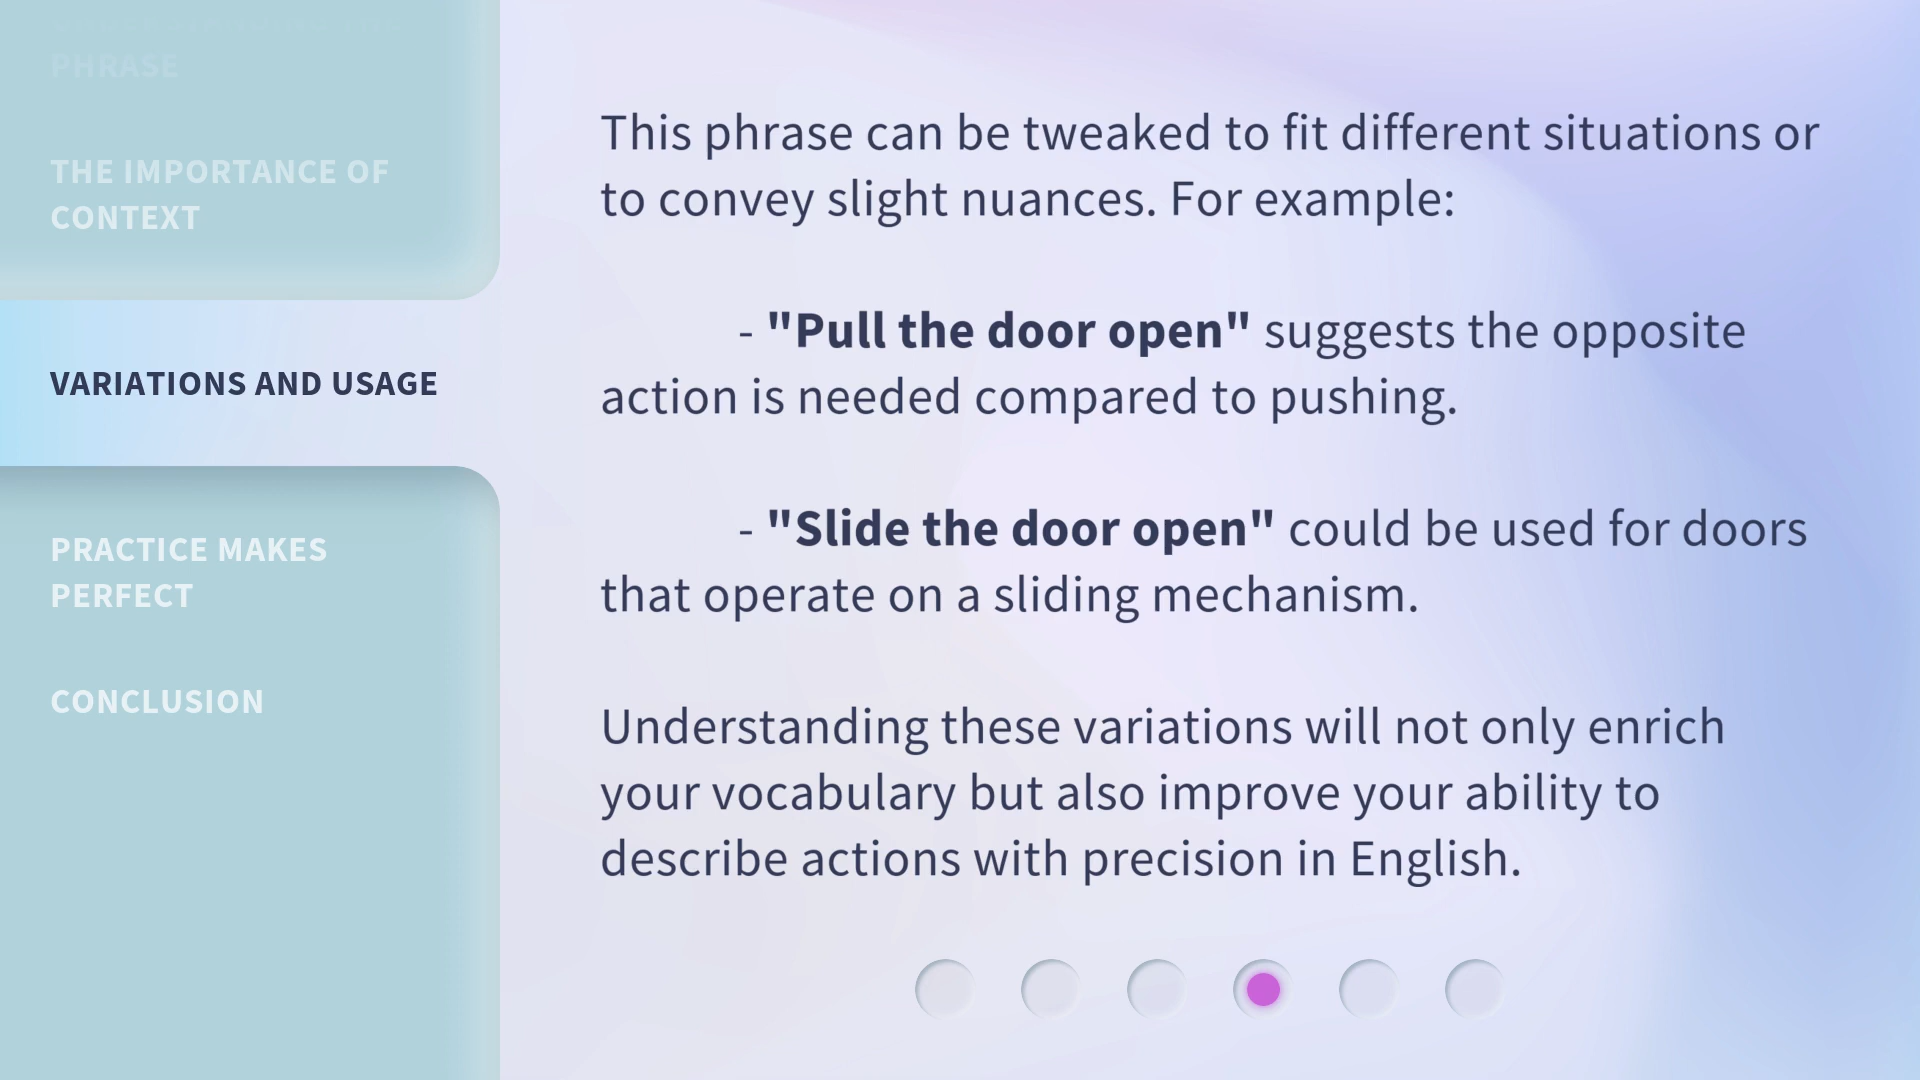 PHRASE
THE IMPORTANCE OF
CONTEXT
VARIATIONS AND USAGE
PRACTICE MAKES
PERFECT
CONCLUSION
This phrase can be tweaked to fit different situations or
to convey slight nuances. For example:
- "Pull the door open" suggests the opposite
action is needed compared to pushing.
- "Slide the door open" could be used for doors
that operate on a sliding mechanism.
Understanding these variations will not only enrich
your vocabulary but also improve your ability to
describe actions with precision in English.